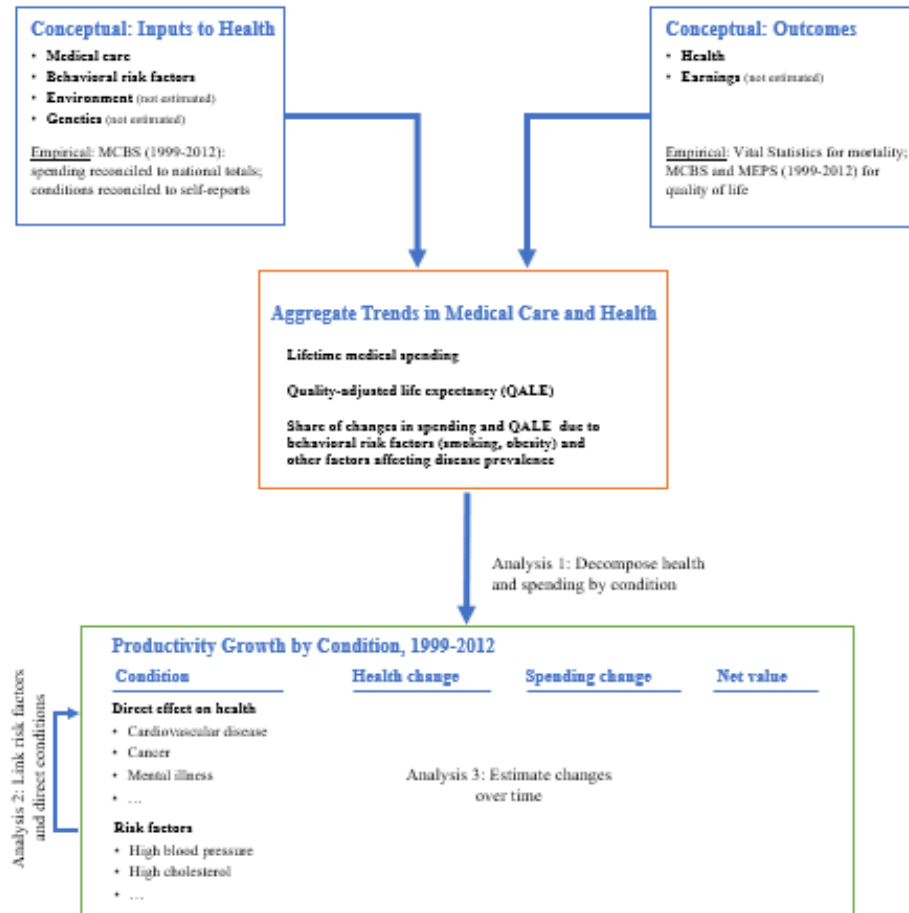 Conceptual: Inputs to Health
• Medical care
• Behavioral risk factors
• Environment (not estimated)
• Genetics (not estimated)
Empirical: MCBS (1999-2012):
spending reconciled to national totals;
conditions reconciled to self-reports
Conceptual: Outcomes
• Health
• Earnings (not estimated)
Empirical: Vital Statistics for mortality;
MCBS and MEPS (1999-2012) for
quality of life
Aggregate Trends in Medical Care and Health
Lifetime medical spending
Quality-adjusted life expectancy (QALE)
Share of changes in spending and QALE due to
behavioral risk factors (smoking, obesity) and
other factors affecting disease prevalence
Analysis 1: Decompose health
and spending by condition
Productivity Growth by Condition, 1999-2012
Condition Health change Spending change Net value
Direct effect on health
• Cardiovascular disease
• Cancer
• Mental illness
• ...
Analysis 3: Estimate changes
over time
Risk factors
• High blood pressure
• High cholesterol
• ...
Analysis 2: Link risk factors
and direct conditions